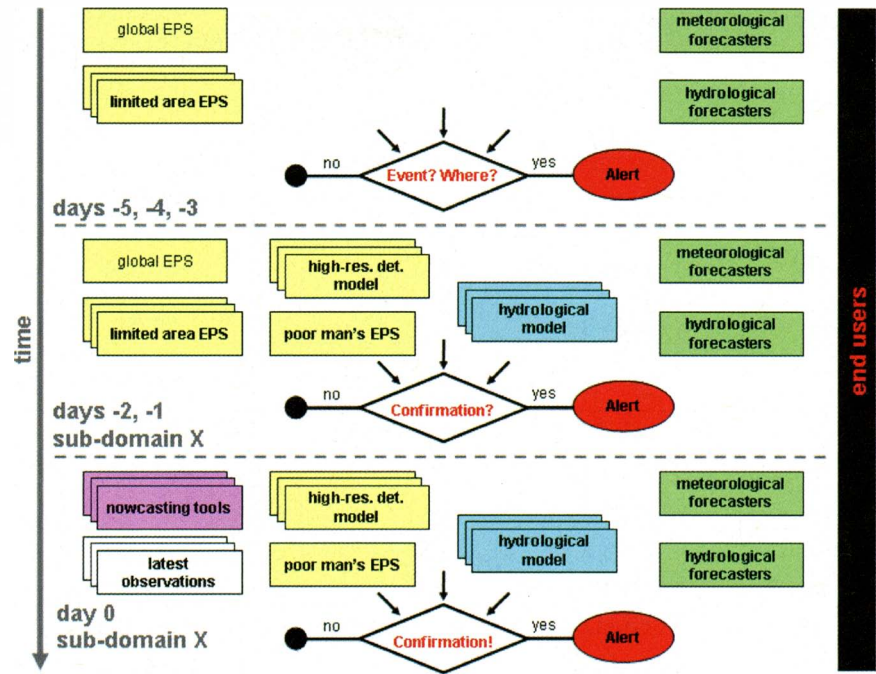 global EPS
meteorological
forecasters
limited area EPS
hydrological
forecasters
no
Event? Where?
yes
Alert
days -5, -4, -3
global EPS
high-res. det.
model
meteorological
forecasters
limited area EPS
poor man's EPS
hydrological
model
hydrological
forecasters
no
Confirmation?
yes
Alert
days -2, -1
sub-domain X
nowcasting tools
high-res. det.
model
meteorological
forecasters
latest
observations
poor man's EPS
hydrological
model
hydrological
forecasters
no
Confirmation!
yes
Alert
day 0
sub-domain X
time
end users